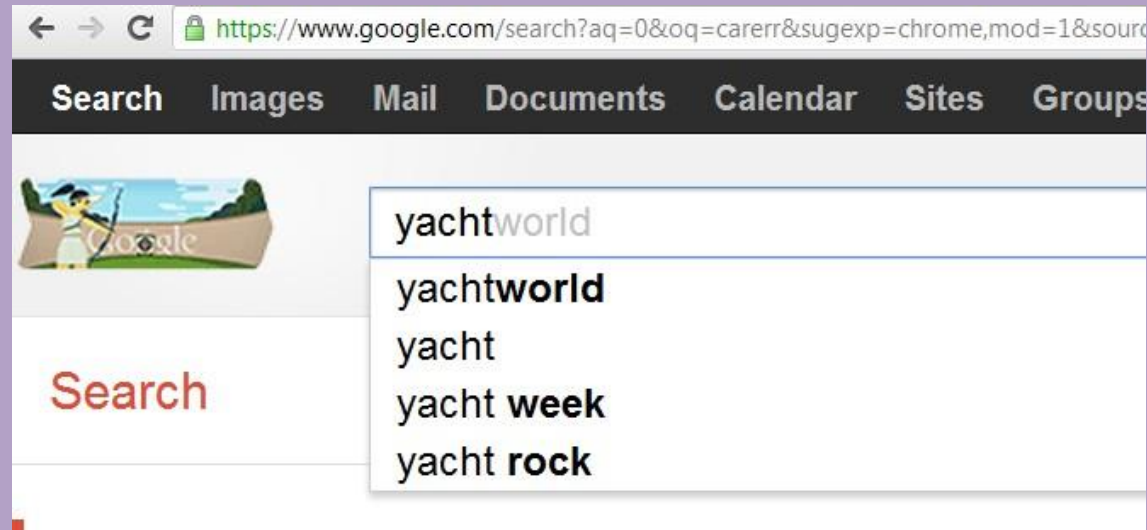 https://www.google.com/search?aq=0&oq=carerr&sugexp=chrome,mod=1&sourc
Search Images Mail Documents Calendar Sites Groups
Google
yachtworld
yachtworld
yacht
Search
yacht week
yacht rock